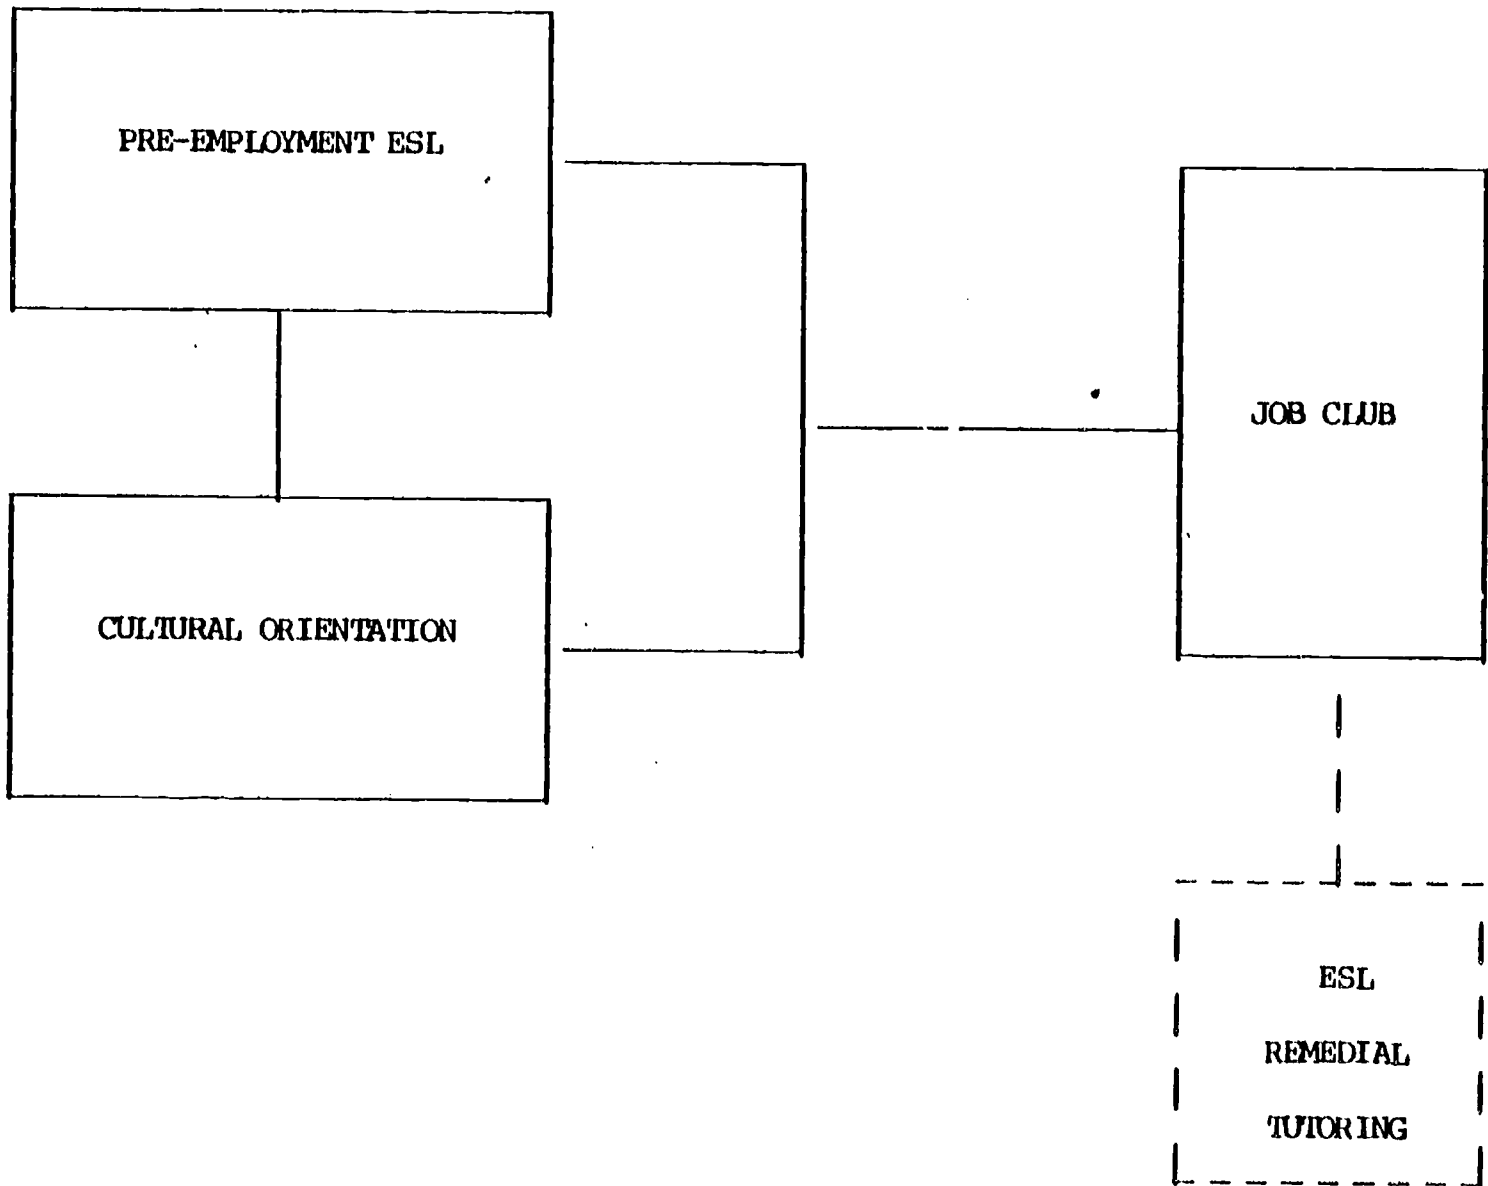 PRE-EMPLOYMENT ESL
JOB CLUB
CULTURAL ORIENTATION
ESL
REMEDIAL
TUTORING